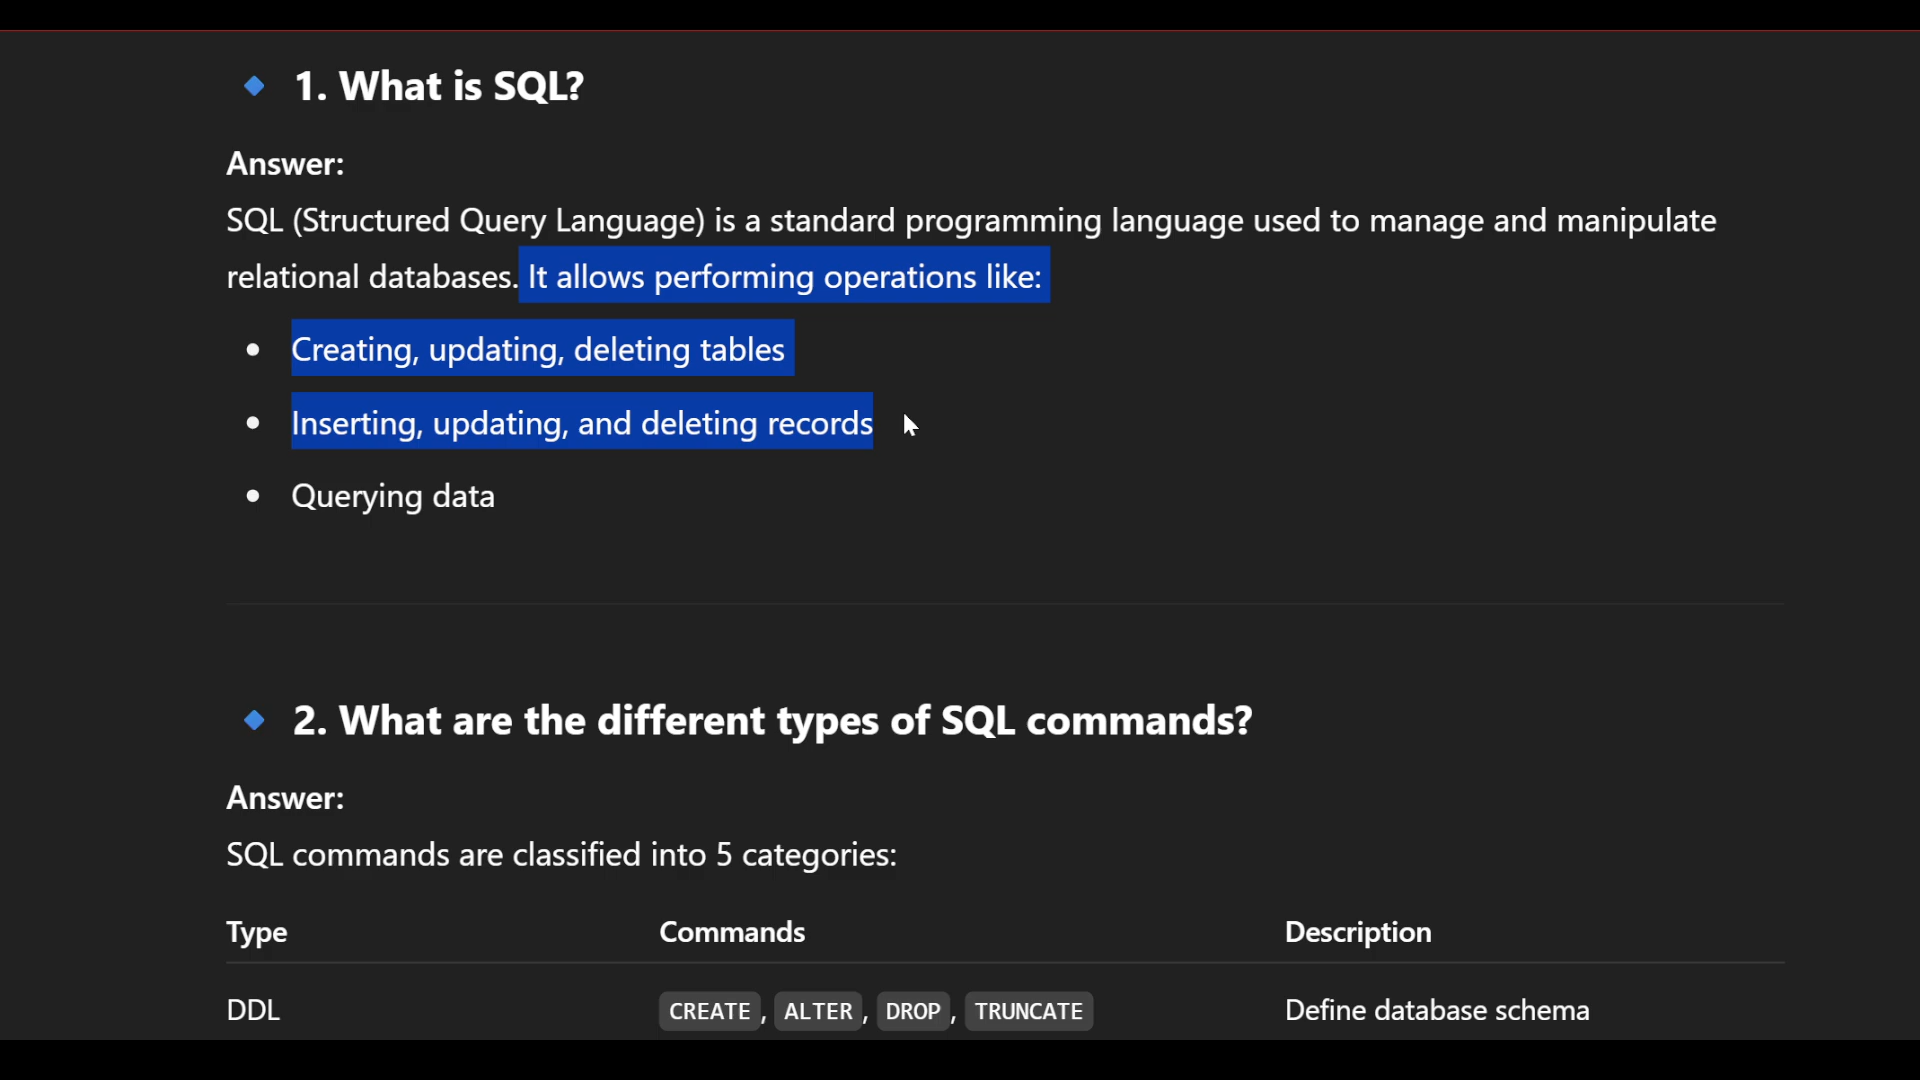 1. What is SQL?
Answer:
SQL (Structured Query Language) is a standard programming language used to manage and manipulate
relational databases. It allows performing operations like:
• Creating, updating, deleting tables
• Inserting, updating, and deleting records
• Querying data
2. What are the different types of SQL commands?
Answer:
SQL commands are classified into 5 categories:
Type Commands Description
DDL CREATE, ALTER, DROP, TRUNCATE Define database schema